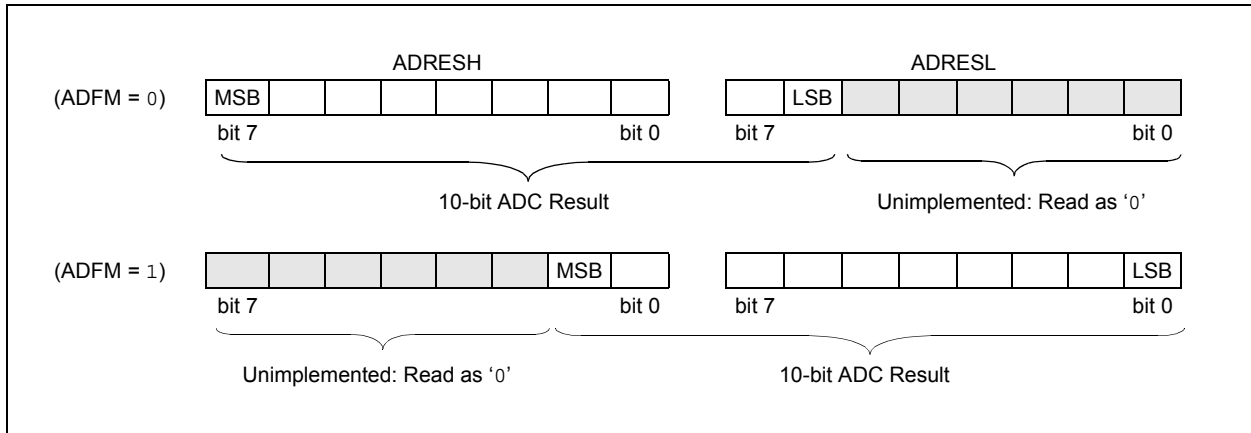 ADRESH ADRESL
(ADFM = 0) MSB LSB
bit 7 bit 0 bit 7 bit 0
10-bit ADC Result Unimplemented: Read as ‘0’
(ADFM = 1) MSB LSB
bit 7 bit 0 bit 7 bit 0
Unimplemented: Read as ‘0’ 10-bit ADC Result